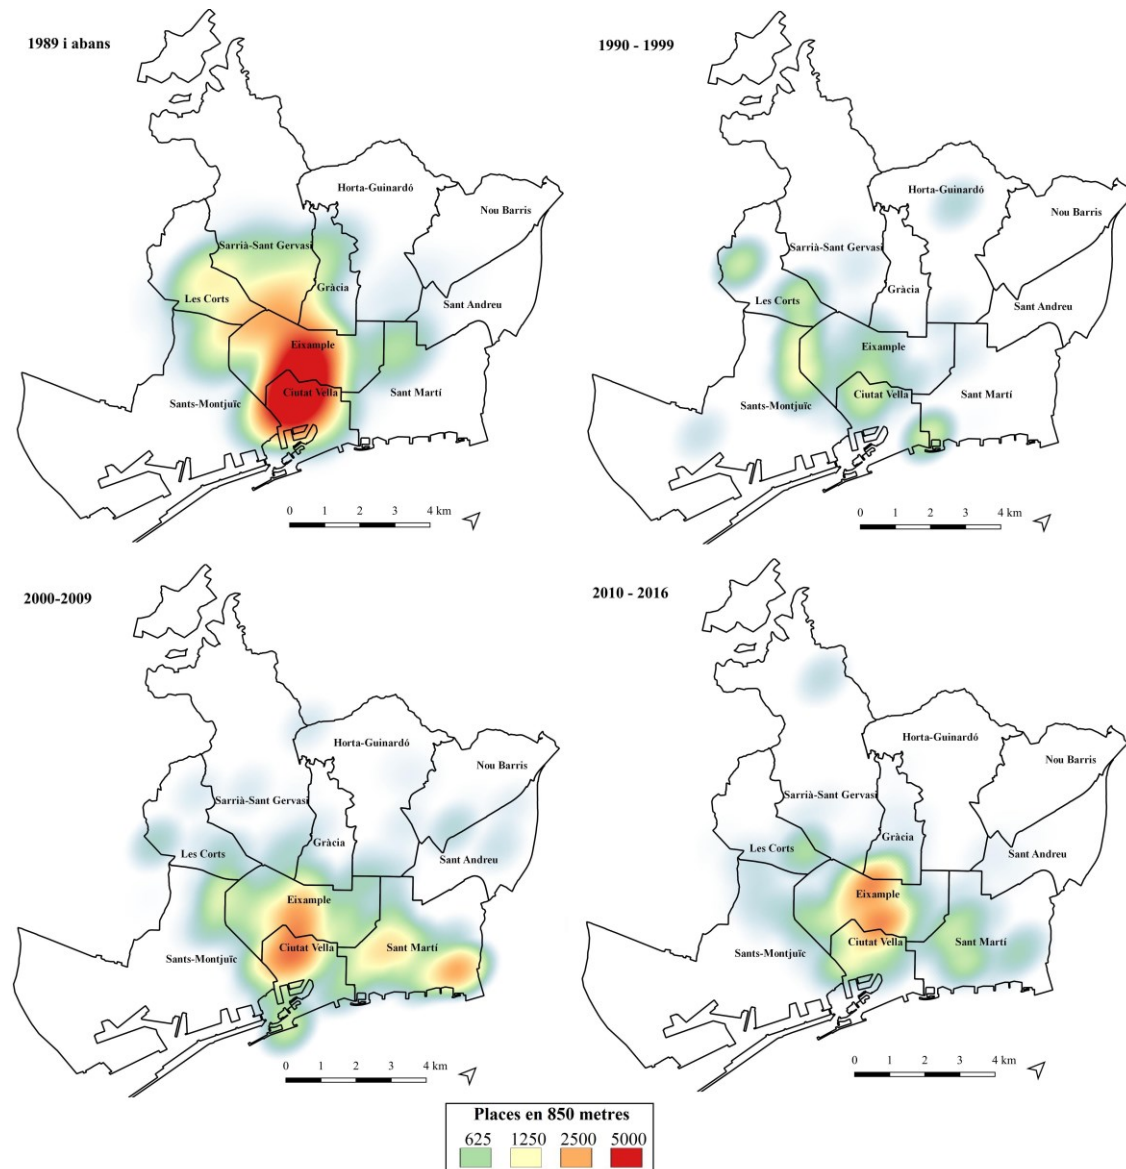 1989 i abans
Horta-Guinardó
Nou Barris
Sarrià-Sant Gervasi
Gràcia
Les Corts
Sant Andreu
Eixample
Ciutat Vella
Sant Martí
Sants-Montjuïc
0 1 2 3 4 km
1990 - 1999
Horta-Guinardó
Nou Barris
Sarrià-Sant Gervasi
Gràcia
Les Corts
Sant Andreu
Eixample
Ciutat Vella
Sant Martí
Sants-Montjuïc
0 1 2 3 4 km
2000-2009
Horta-Guinardó
Nou Barris
Sarrià-Sant Gervasi
Gràcia
Les Corts
Sant Andreu
Eixample
Ciutat Vella
Sant Martí
Sants-Montjuïc
0 1 2 3 4 km
2010 - 2016
Horta-Guinardó
Nou Barris
Sarrià-Sant Gervasi
Gràcia
Les Corts
Sant Andreu
Eixample
Ciutat Vella
Sant Martí
Sants-Montjuïc
0 1 2 3 4 km
Places en 850 metres
625 1250 2500 5000